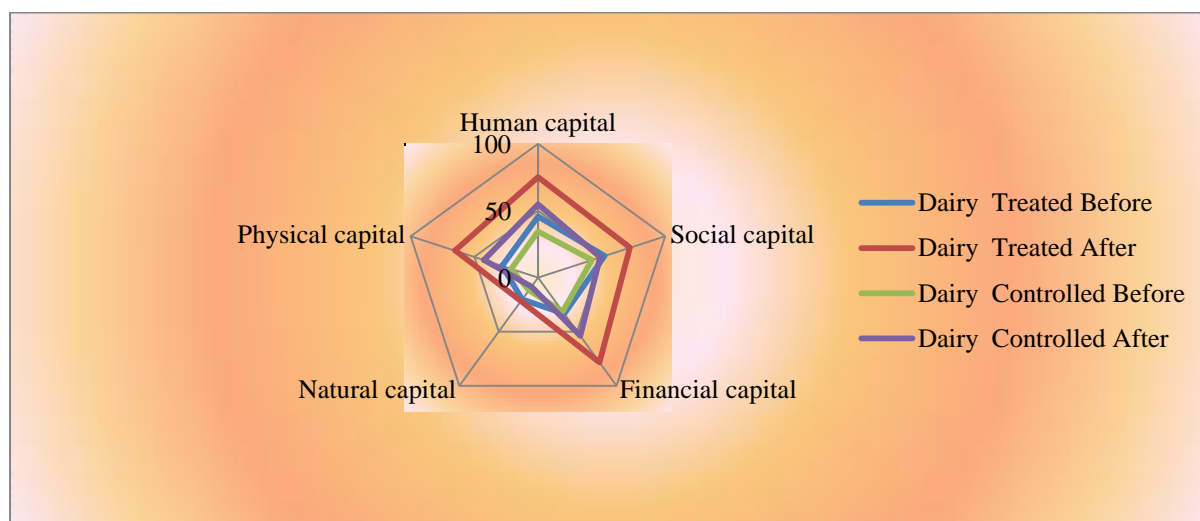 Human capital
100
50
0
Social capital
Physical capital
Natural capital
Financial capital
Dairy  Treated Before
Dairy  Treated After
Dairy  Controlled Before
Dairy  Controlled After